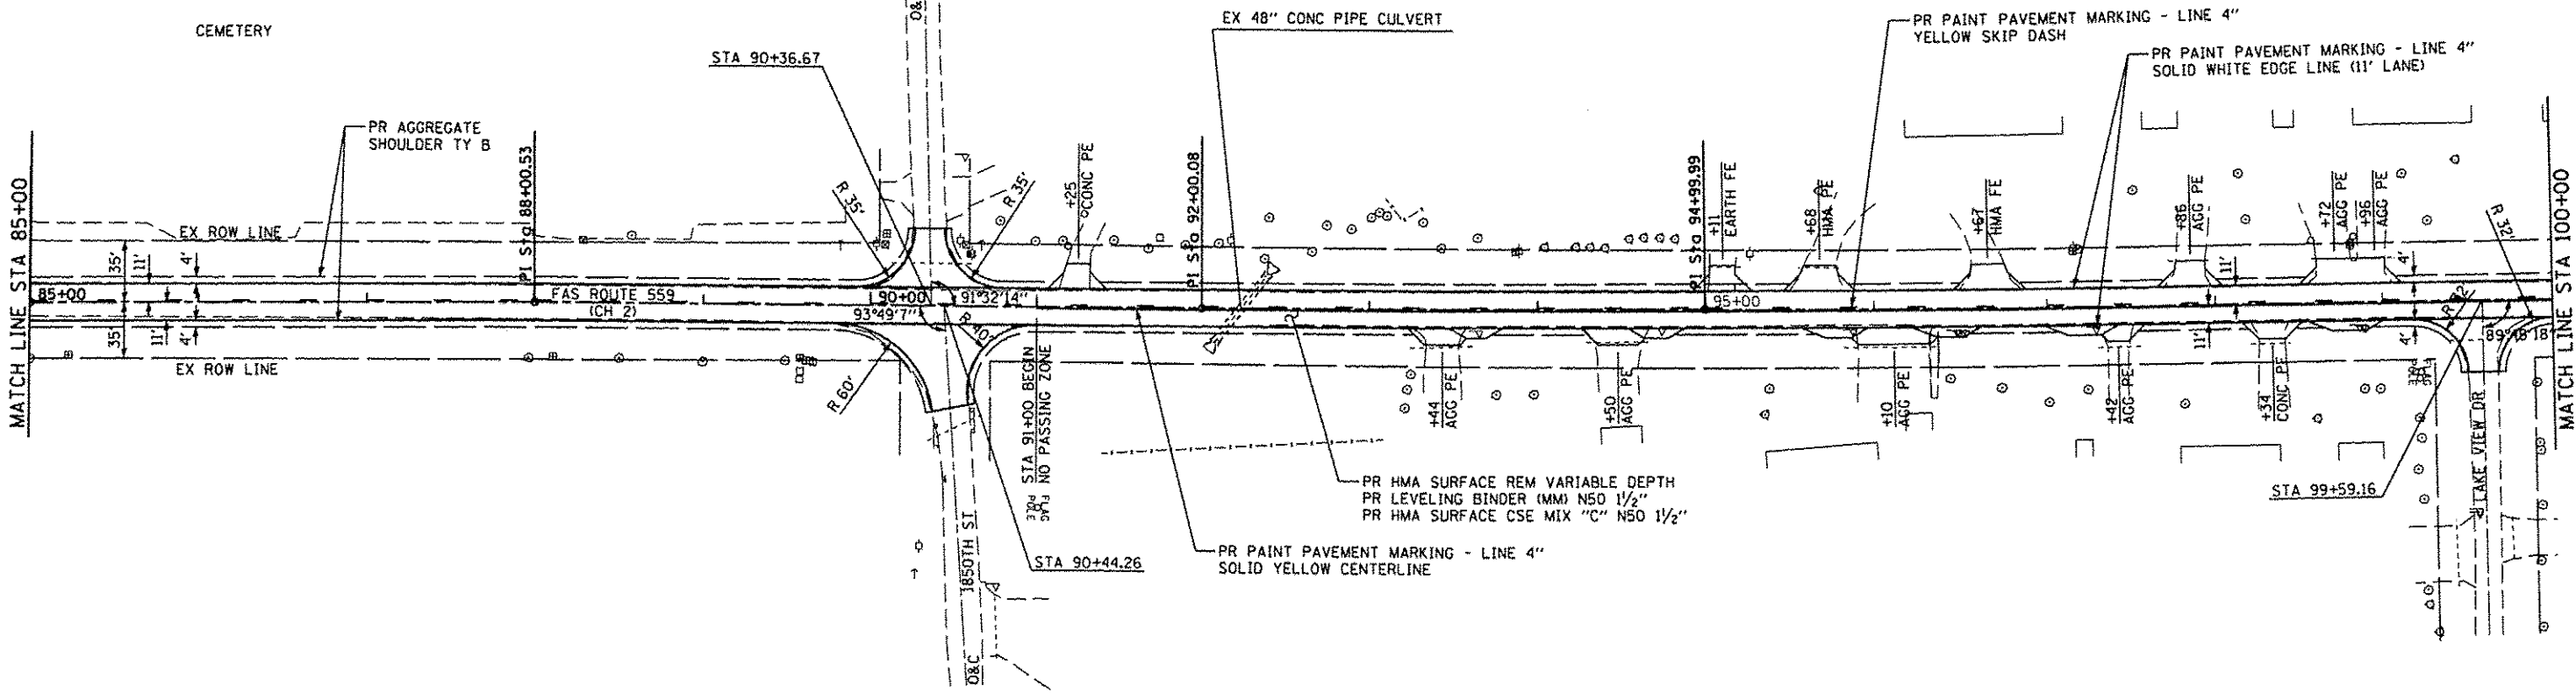 CEMETERY
O&
EX 48" CONC PIPE CULVERT
PR PAINT PAVEMENT MARKING - LINE 4"
YELLOW SKIP DASH
PR PAINT PAVEMENT MARKING - LINE 4"
SOLID WHITE EDGE LINE (11' LANE)
STA 90+36.67
PR AGGREGATE
SHOULDER TY B
MATCH LINE STA 85+00
PI Sta 88+00.53
R 35'
R 35'
+25
CONC PE
PI Sta 92+00.08
PI Sta 94+99.99
+11
EARTH FE
+68
HMA PE
+67
HMA FE
+86
AGG PE
+72
AGG PE
+96
AGG PE
R 32'
MATCH LINE STA 100+00
EX ROW LINE
35'
11'
4'
85+00
FAS ROUTE 559
(CH 2)
90+00
91°32'14"
93°49'7"
95+00
11'
4'
35'
11'
4'
EX ROW LINE
R 60'
R 40'
11'
4'
89°48'18"
STA 91+00 BEGIN
NO PASSING ZONE
FLAG
POLE
+44
AGG PE
+50
AGG PE
+10
AGG PE
+42
AGG PE
+34
CONC PE
LAKE VIEW DR
STA 99+59.16
PR HMA SURFACE REM VARIABLE DEPTH
PR LEVELING BINDER (MM) N50 1½"
PR HMA SURFACE CSE MIX "C" N50 1½"
PR PAINT PAVEMENT MARKING - LINE 4"
SOLID YELLOW CENTERLINE
STA 90+44.26
1850TH ST
O&C